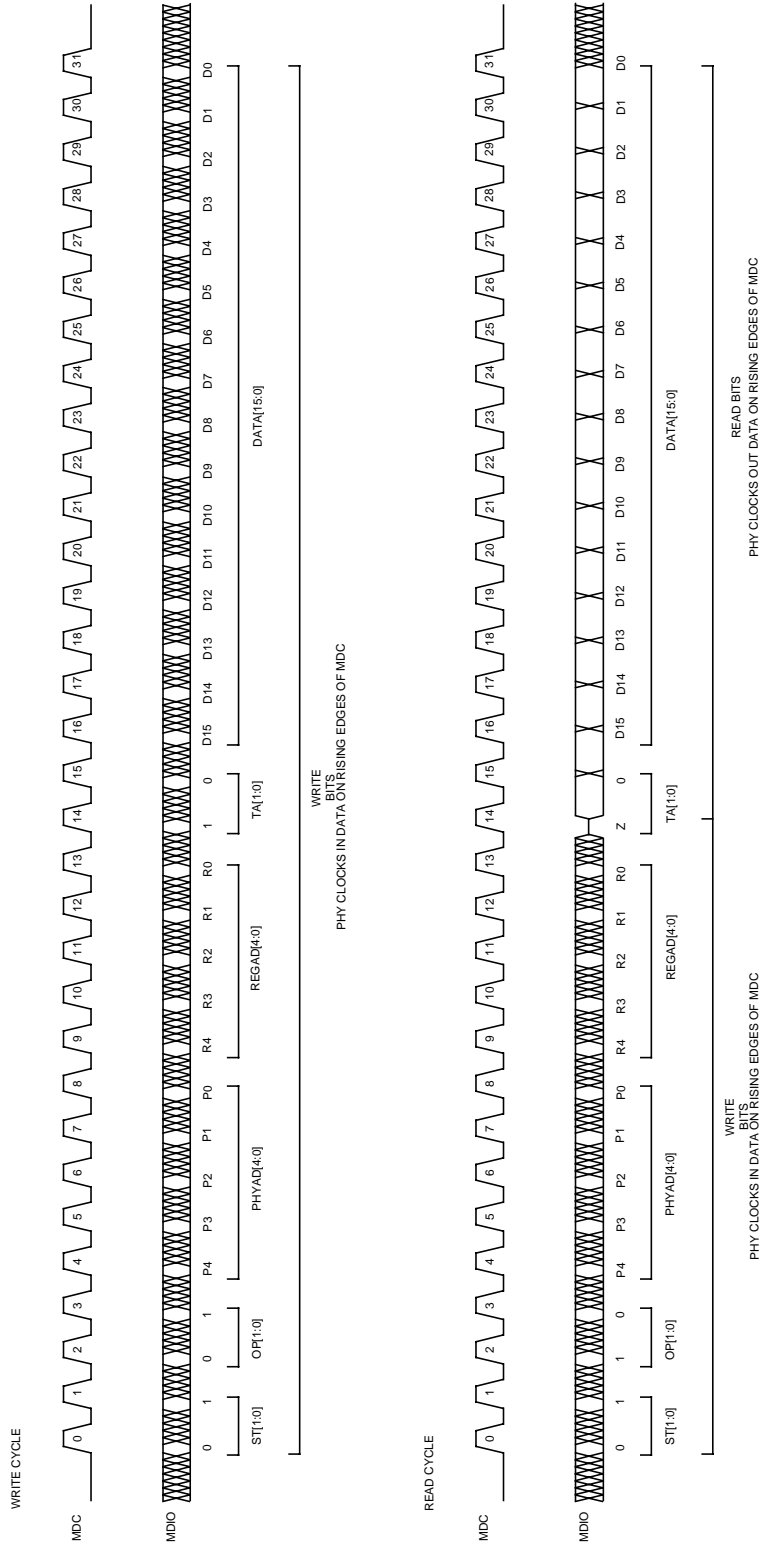 WRITE CYCLE
MDC
0 1 2 3 4 5 6 7 8 9 10 11 12 13 14 15 16 17 18 19 20 21 22 23 24 25 26 27 28 29 30 31
MDIO
0 1 0 1 P4 P3 P2 P1 P0 R4 R3 R2 R1 R0 1 0 D15 D14 D13 D12 D11 D10 D9 D8 D7 D6 D5 D4 D3 D2 D1 D0
ST[1:0] OP[1:0] PHYAD[4:0] REGAD[4:0] TA[1:0] DATA[15:0]
WRITE
BITS
PHY CLOCKS IN DATA ON RISING EDGES OF MDC
READ CYCLE
MDC
0 1 2 3 4 5 6 7 8 9 10 11 12 13 14 15 16 17 18 19 20 21 22 23 24 25 26 27 28 29 30 31
MDIO
0 1 1 0 P4 P3 P2 P1 P0 R4 R3 R2 R1 R0 Z 0 D15 D14 D13 D12 D11 D10 D9 D8 D7 D6 D5 D4 D3 D2 D1 D0
ST[1:0] OP[1:0] PHYAD[4:0] REGAD[4:0] TA[1:0] DATA[15:0]
WRITE
BITS
PHY CLOCKS IN DATA ON RISING EDGES OF MDC
READ BITS
PHY CLOCKS OUT DATA ON RISING EDGES OF MDC